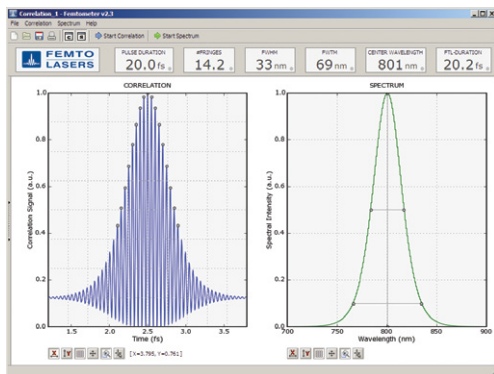 Correlation_1 - Femtometer v2.3
File Correlation Spectrum Help
Start Correlation Start Spectrum
FEMTO LASERS
PULSE DURATION
20.0 fs
#FRINGES
14.2
FWHM
33 nm
FWTM
69 nm
CENTER WAVELENGTH
801 nm
FTL-DURATION
20.2 fs
CORRELATION
Correlation Signal (a.u.)
1.0
0.8
0.6
0.4
0.2
0.0
1.5 2.0 2.5 3.0 3.5
Time (fs)
SPECTRUM
Spectral Intensity (a.u.)
1.0
0.8
0.6
0.4
0.2
0.0
700 750 800 850 900
Wavelength (nm)
[X=3.785, Y=0.761]